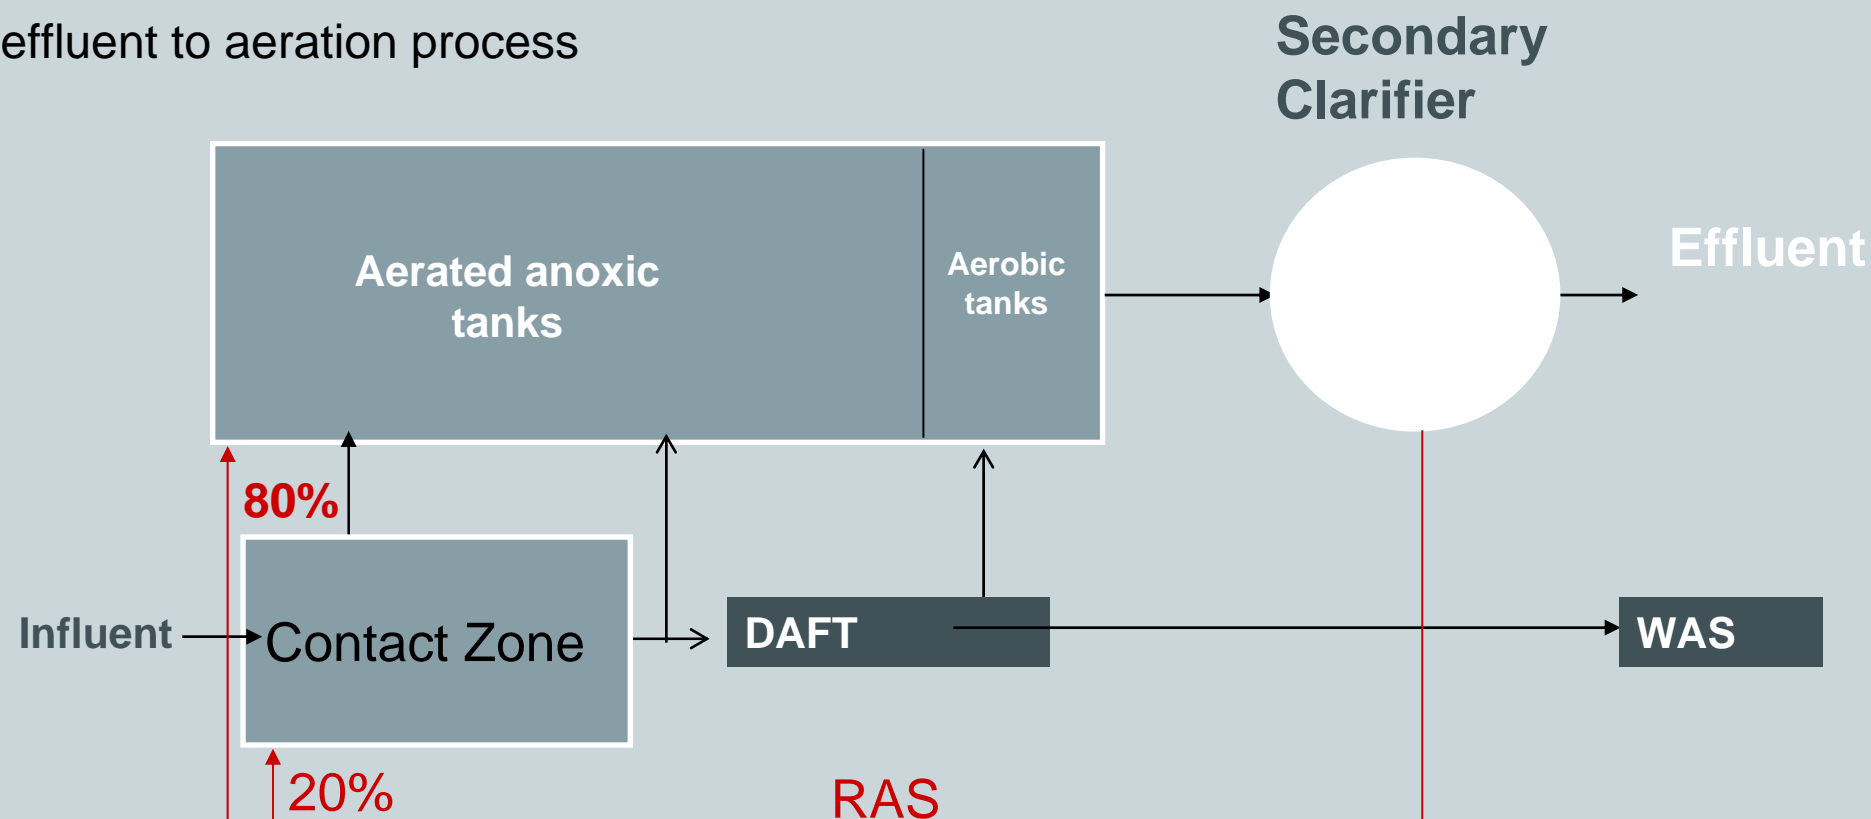 effluent to aeration process
Secondary
Clarifier
Aerated anoxic
tanks
Aerobic
tanks
Effluent
80%
Influent
Contact Zone
DAFT
WAS
20%
RAS